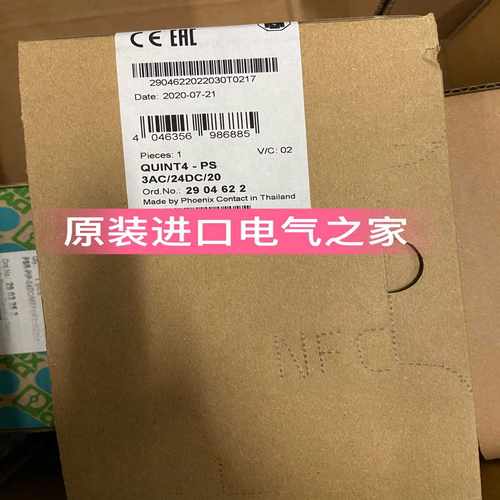 CE EAC
2904622022030T0217
Date: 2020-07-21
4 046356 986885
Pieces: 1
V/C: 02
QUINT4 - PS
3AC/24DC/20
Ord.No.: 29 04 62 2
Made by Phoenix Contact in Thailand
原装进口电气之家
NFC